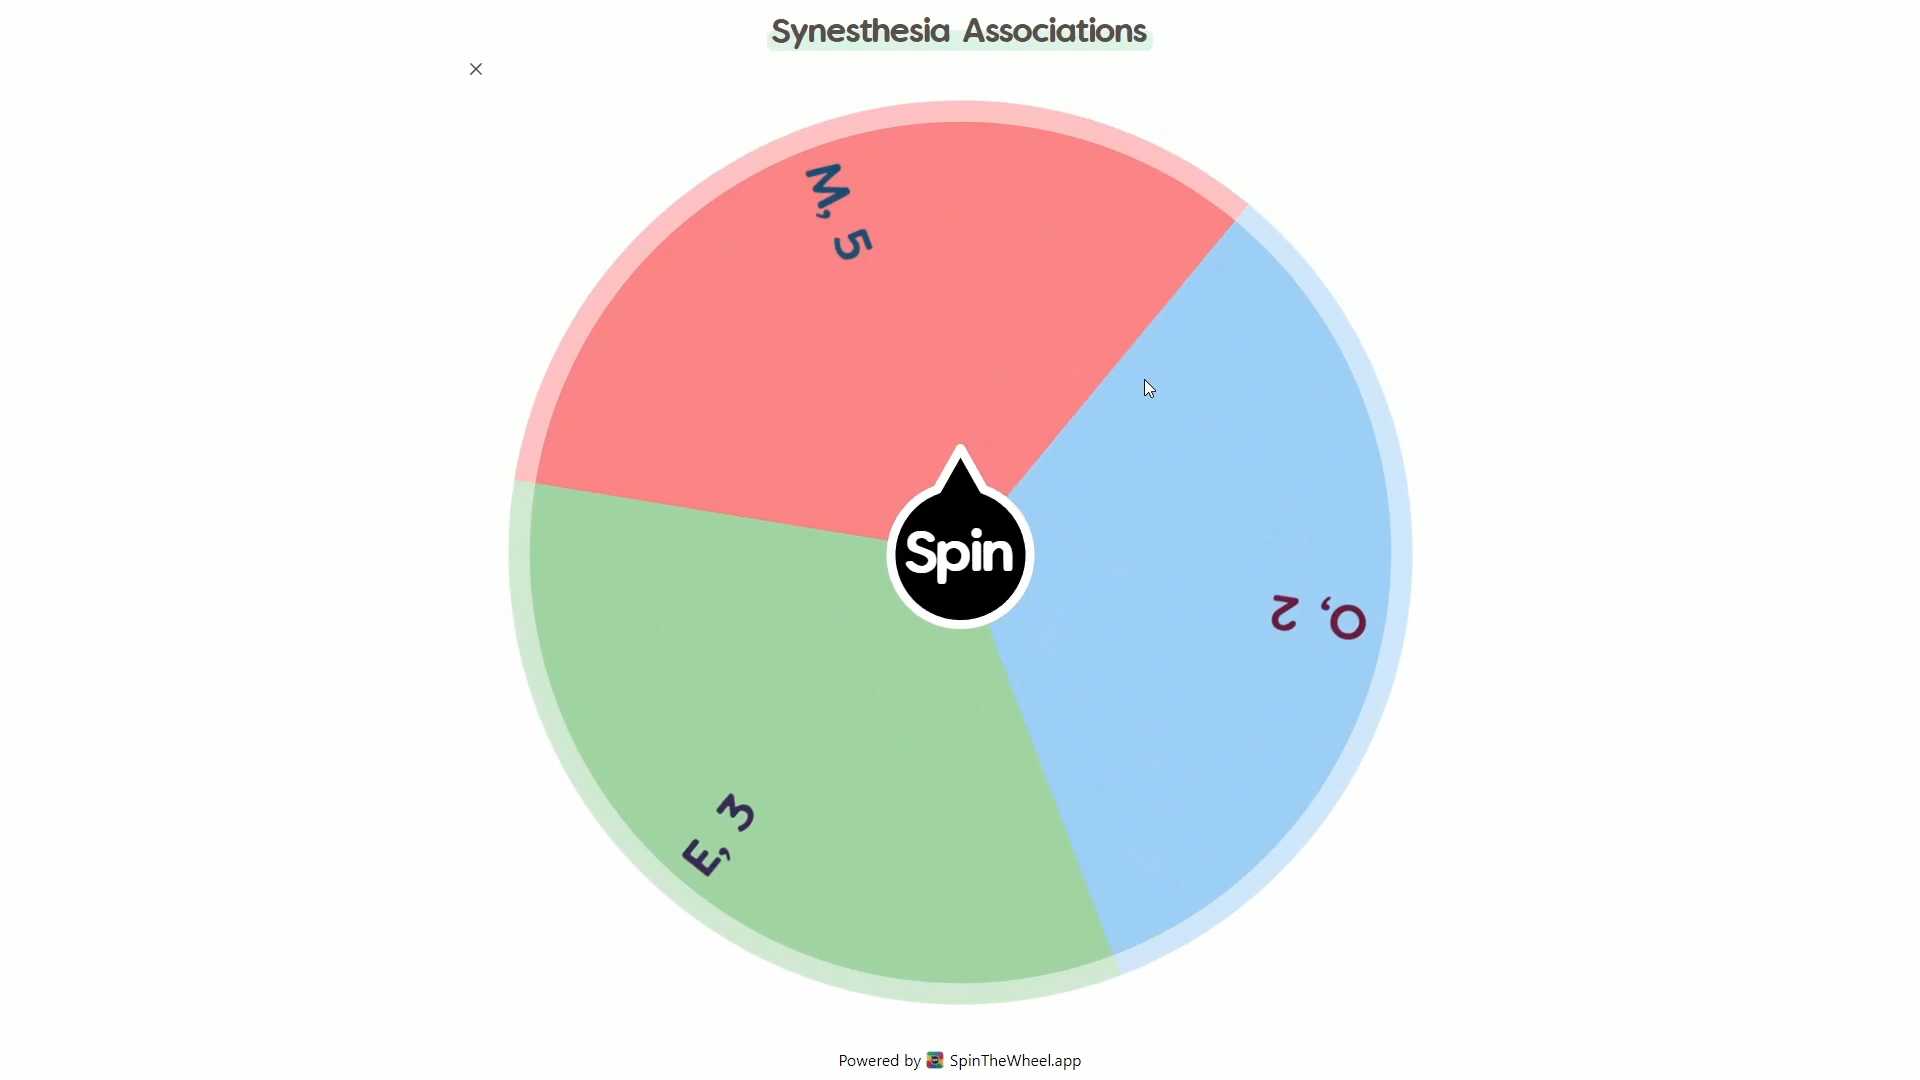 Synesthesia Associations
M, 5
O, 2
E, 3
Spin
Powered by SpinTheWheel.app